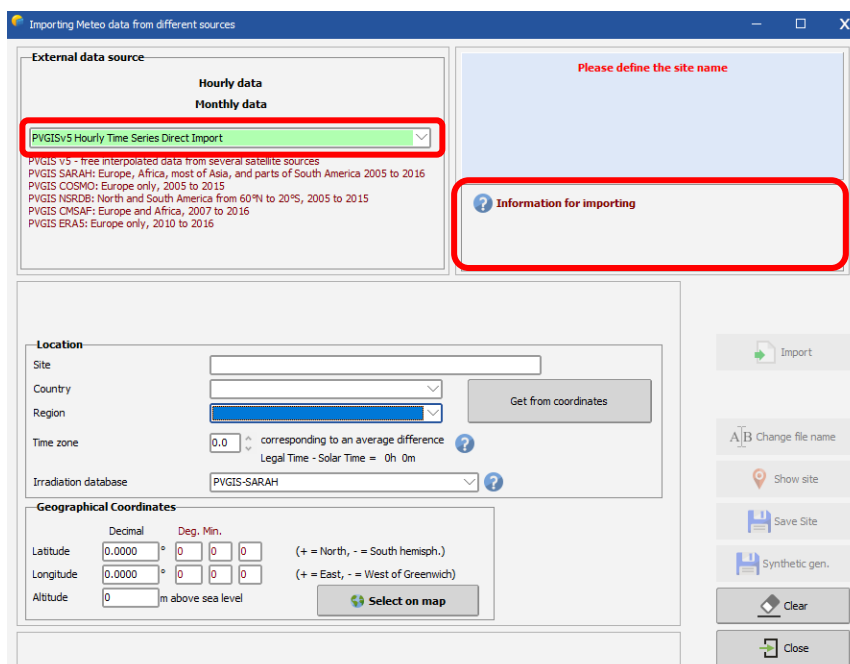 Importing Meteo data from different sources
External data source
Hourly data
Monthly data
PVGISv5 Hourly Time Series Direct Import
PVGIS v5 - free interpolated data from several satellite sources
PVGIS SARAH: Europe, Africa, most of Asia, and parts of South America 2005 to 2016
PVGIS COSMO: Europe only, 2005 to 2015
PVGIS NSRDB: North and South America from 60°N to 20°S, 2005 to 2015
PVGIS CMSAF: Europe and Africa, 2007 to 2016
PVGIS ERA5: Europe only, 2010 to 2016
Please define the site name
Information for importing
Location
Site
Country
Region
Get from coordinates
Time zone
0.0 corresponding to an average difference
Legal Time - Solar Time = 0h 0m
Irradiation database
PVGIS-SARAH
Geographical Coordinates
Decimal Deg. Min.
Latitude 0.0000 ° 0 0 0 (+ = North, - = South hemisph.)
Longitude 0.0000 ° 0 0 0 (+ = East, - = West of Greenwich)
Altitude 0 m above sea level
Select on map
Import
A B Change file name
Show site
Save Site
Synthetic gen.
Clear
Close